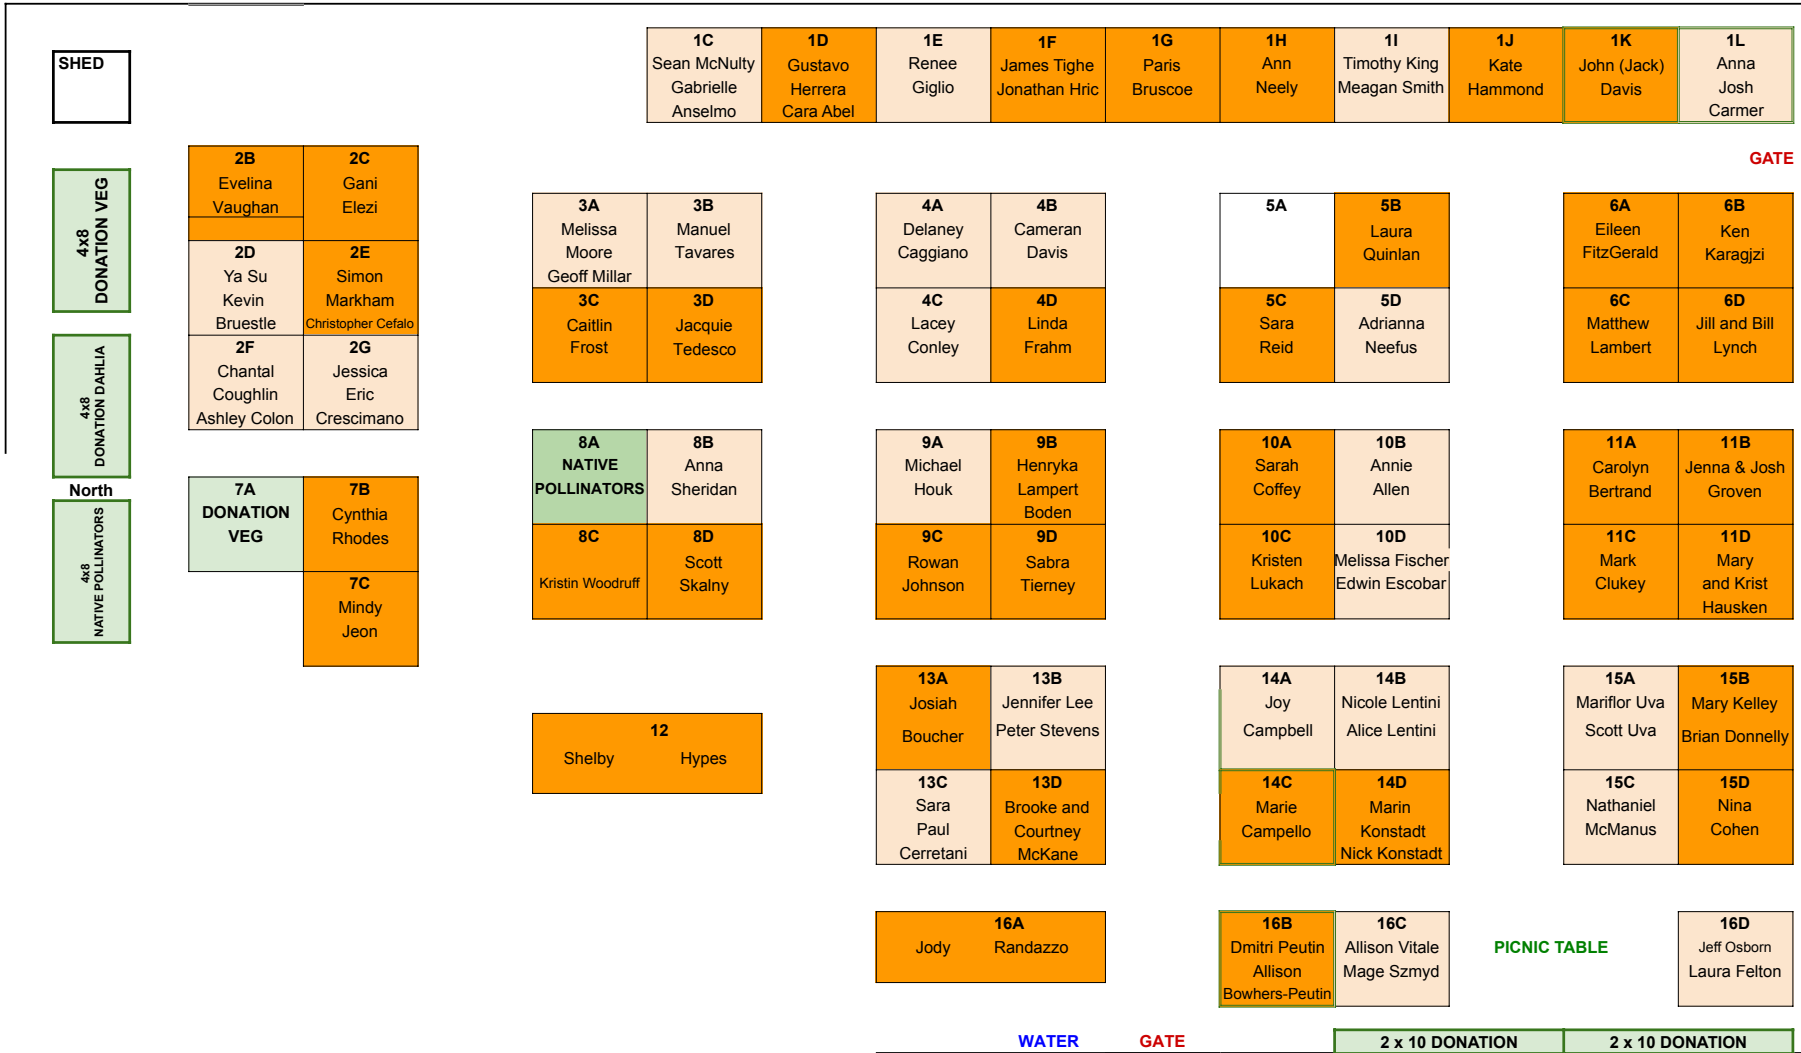 SHED
1C
Sean McNulty
Gabrielle
Anselmo
1D
Gustavo
Herrera
Cara Abel
1E
Renee
Giglio
1F
James Tighe
Jonathan Hric
1G
Paris
Bruscoe
1H
Ann
Neely
1I
Timothy King
Meagan Smith
1J
Kate
Hammond
1K
John (Jack)
Davis
1L
Anna
Josh
Carmer
GATE
4x8
DONATION VEG
4x8
DONATION DAHLIA
North
4x8
NATIVE POLLINATORS
2B
Evelina
Vaughan
2C
Gani
Elezi
2D
Ya Su
Kevin
Bruestle
2E
Simon
Markham
Christopher Cefalo
2F
Chantal
Coughlin
Ashley Colon
2G
Jessica
Eric
Crescimano
3A
Melissa
Moore
Geoff Millar
3B
Manuel
Tavares
3C
Caitlin
Frost
3D
Jacquie
Tedesco
4A
Delaney
Caggiano
4B
Cameran
Davis
4C
Lacey
Conley
4D
Linda
Frahm
5A
5B
Laura
Quinlan
5C
Sara
Reid
5D
Adrianna
Neefus
6A
Eileen
FitzGerald
6B
Ken
Karagjzi
6C
Matthew
Lambert
6D
Jill and Bill
Lynch
7A
DONATION
VEG
7B
Cynthia
Rhodes
7C
Mindy
Jeon
8A
NATIVE
POLLINATORS
8B
Anna
Sheridan
8C
Kristin Woodruff
8D
Scott
Skalny
9A
Michael
Houk
9B
Henryka
Lampert
Boden
9C
Rowan
Johnson
9D
Sabra
Tierney
10A
Sarah
Coffey
10B
Annie
Allen
10C
Kristen
Lukach
10D
Melissa Fischer
Edwin Escobar
11A
Carolyn
Bertrand
11B
Jenna & Josh
Groven
11C
Mark
Clukey
11D
Mary
and Krist
Hausken
12
Shelby Hypes
13A
Josiah
Boucher
13B
Jennifer Lee
Peter Stevens
13C
Sara
Paul
Cerretani
13D
Brooke and
Courtney
McKane
14A
Joy
Campbell
14B
Nicole Lentini
Alice Lentini
14C
Marie
Campello
14D
Marin
Konstadt
Nick Konstadt
15A
Mariflor Uva
Scott Uva
15B
Mary Kelley
Brian Donnelly
15C
Nathaniel
McManus
15D
Nina
Cohen
16A
Jody Randazzo
16B
Dmitri Peutin
Allison
Bowhers-Peutin
16C
Allison Vitale
Mage Szmyd
PICNIC TABLE
16D
Jeff Osborn
Laura Felton
WATER
GATE
2 x 10 DONATION
2 x 10 DONATION